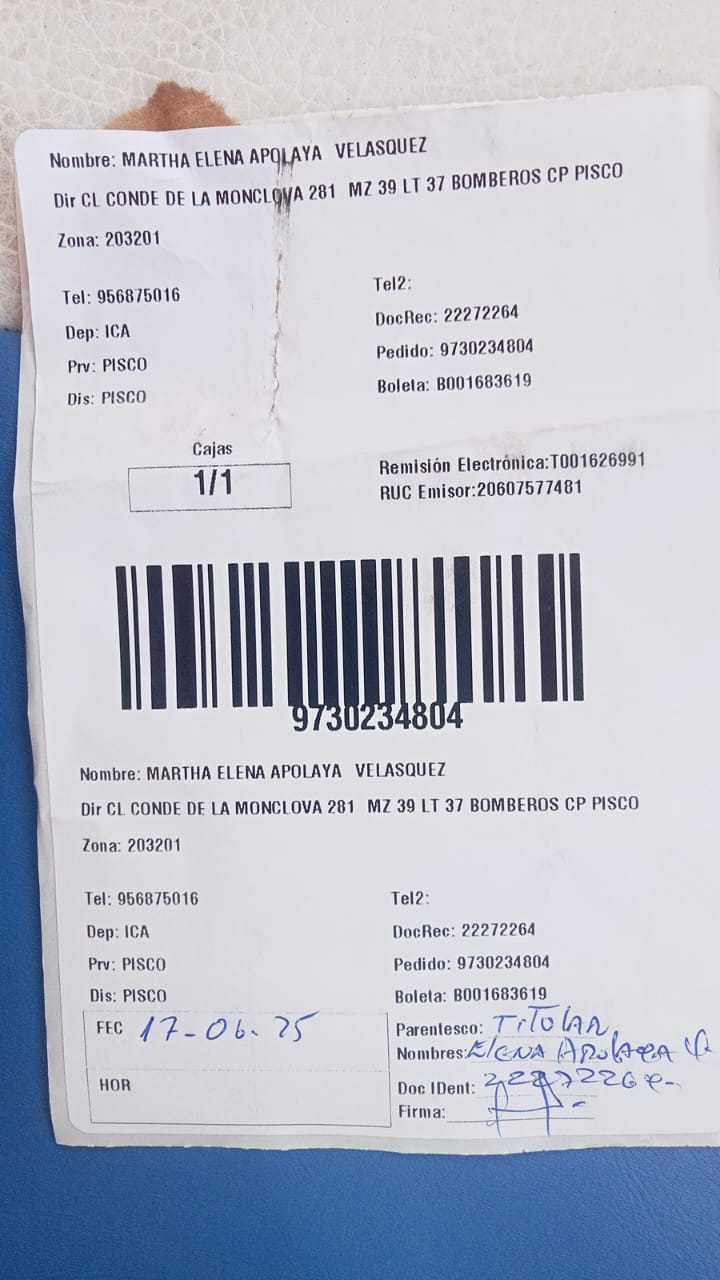 Nombre: MARTHA ELENA APOLAYA VELASQUEZ
Dir CL CONDE DE LA MONCLOVA 281 MZ 39 LT 37 BOMBEROS CP PISCO
Zona: 203201
Tel: 956875016
Tel2:
Dep: ICA
DocRec: 22272264
Prv: PISCO
Pedido: 9730234804
Dis: PISCO
Boleta: B001683619
Cajas
1/1
Remisión Electrónica:T001626991
RUC Emisor:20607577481
9730234804
Nombre: MARTHA ELENA APOLAYA VELASQUEZ
Dir CL CONDE DE LA MONCLOVA 281 MZ 39 LT 37 BOMBEROS CP PISCO
Zona: 203201
Tel: 956875016
Tel2:
Dep: ICA
DocRec: 22272264
Prv: PISCO
Pedido: 9730234804
Dis: PISCO
Boleta: B001683619
FEC 17-06-25
Parentesco: TITULAR
Nombres: ELENA APOLAYA V
HOR
Doc IDent: 22272264
Firma: